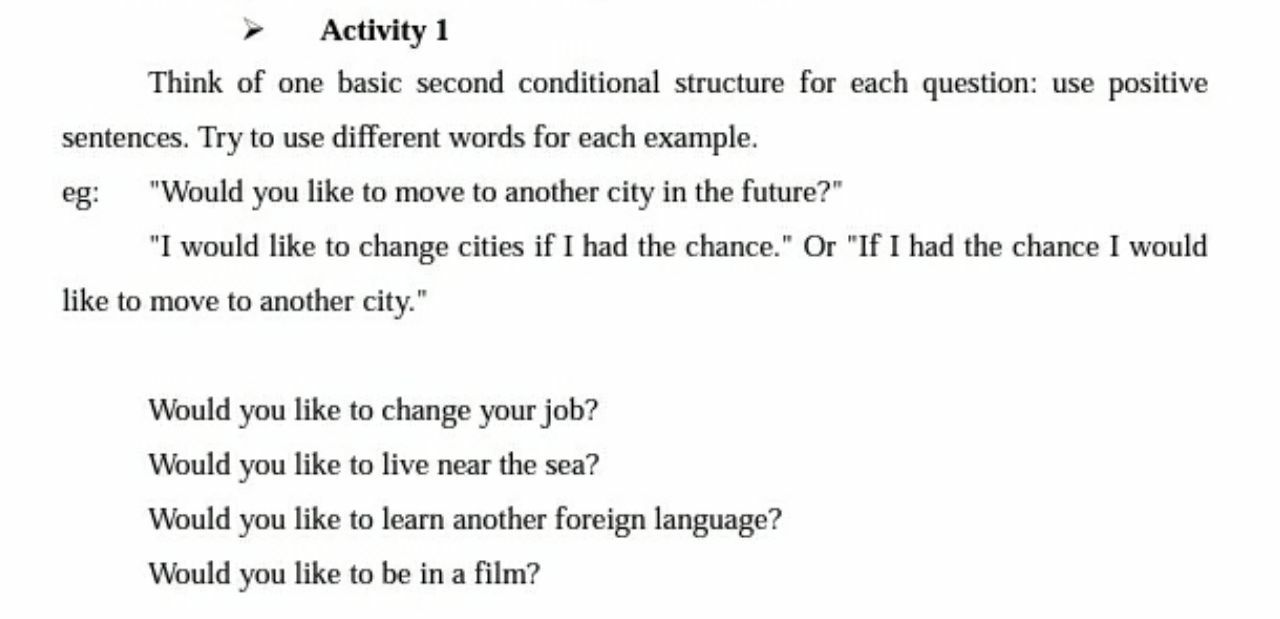 ➢ Activity 1
Think of one basic second conditional structure for each question: use positive
sentences. Try to use different words for each example.
eg: "Would you like to move to another city in the future?"
"I would like to change cities if I had the chance." Or "If I had the chance I would
like to move to another city."
Would you like to change your job?
Would you like to live near the sea?
Would you like to learn another foreign language?
Would you like to be in a film?